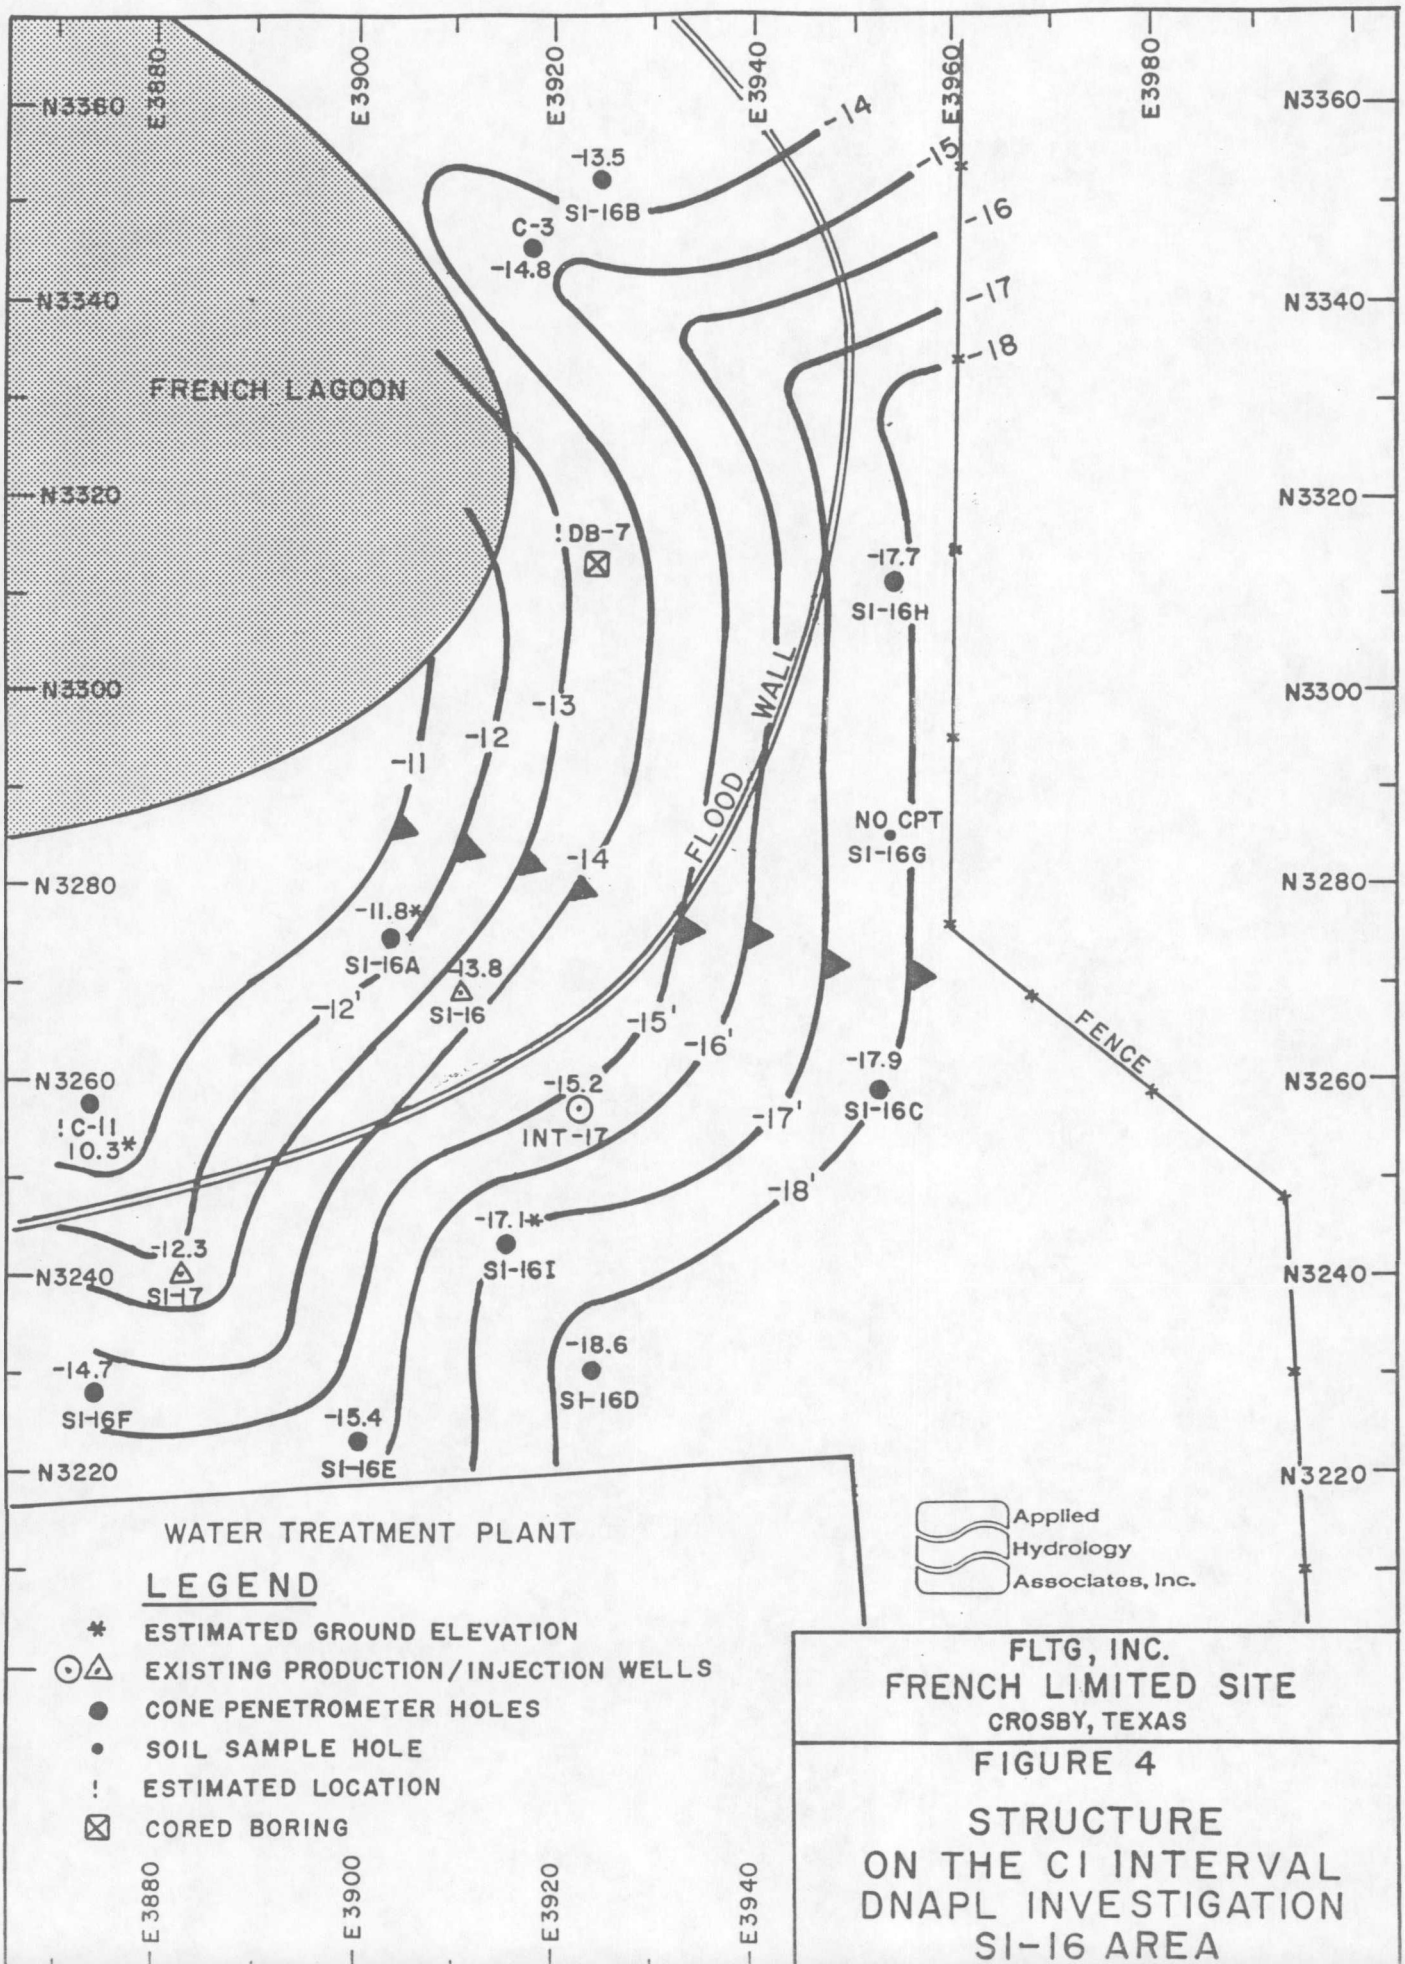 E3880
E3900
E3920
E3940
E3960
E3980
N3360
N3360
-14
-13.5
SI-16B
-15
C-3
-14.8
-16
N3340
-17
N3340
-18
FRENCH LAGOON
N3320
N3320
! DB-7
-17.7
SI-16H
N3300
N3300
FLOOD WALL
-13
-12
-11
NO CPT
SI-16G
-14
N3280
N3280
-11.8*
SI-16A
-13.8
SI-16
-12'
-15'
-16'
FENCE
N3260
N3260
-15.2
INT-17
-17.9
SI-16C
! C-11
10.3*
-17'
-18'
-12.3
SI-17
-17.1*
SI-16I
N3240
N3240
-14.7
SI-16F
-18.6
SI-16D
-15.4
SI-16E
N3220
N3220
WATER TREATMENT PLANT
Applied
Hydrology
Associates, Inc.
LEGEND
* ESTIMATED GROUND ELEVATION
EXISTING PRODUCTION/INJECTION WELLS
CONE PENETROMETER HOLES
SOIL SAMPLE HOLE
! ESTIMATED LOCATION
CORED BORING
FLTG, INC.
FRENCH LIMITED SITE
CROSBY, TEXAS
FIGURE 4
STRUCTURE
ON THE C1 INTERVAL
DNAPL INVESTIGATION
SI-16 AREA
E3880
E3900
E3920
E3940